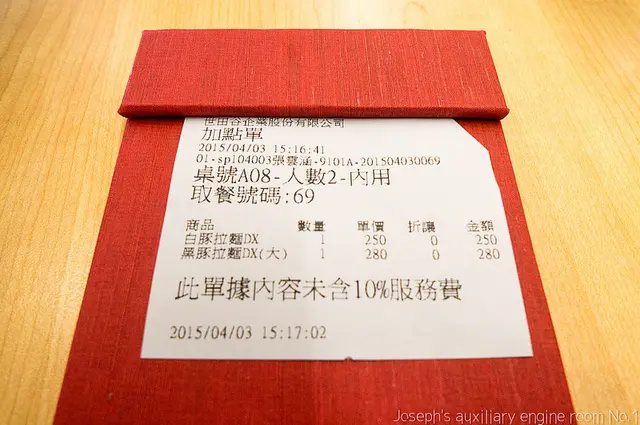 世田谷企業股份有限公司
加點單
2015/04/03 15:16:41
01-sp104003張雲涵-9101A-201504030069
桌號A08-人數2-內用
取餐號碼:69
商品 數量 單價 折讓 金額
白豚拉麵DX 1 250 0 250
黑豚拉麵DX(大) 1 280 0 280
此單據內容未含10%服務費
2015/04/03 15:17:02
Joseph's auxiliary engine room No.1